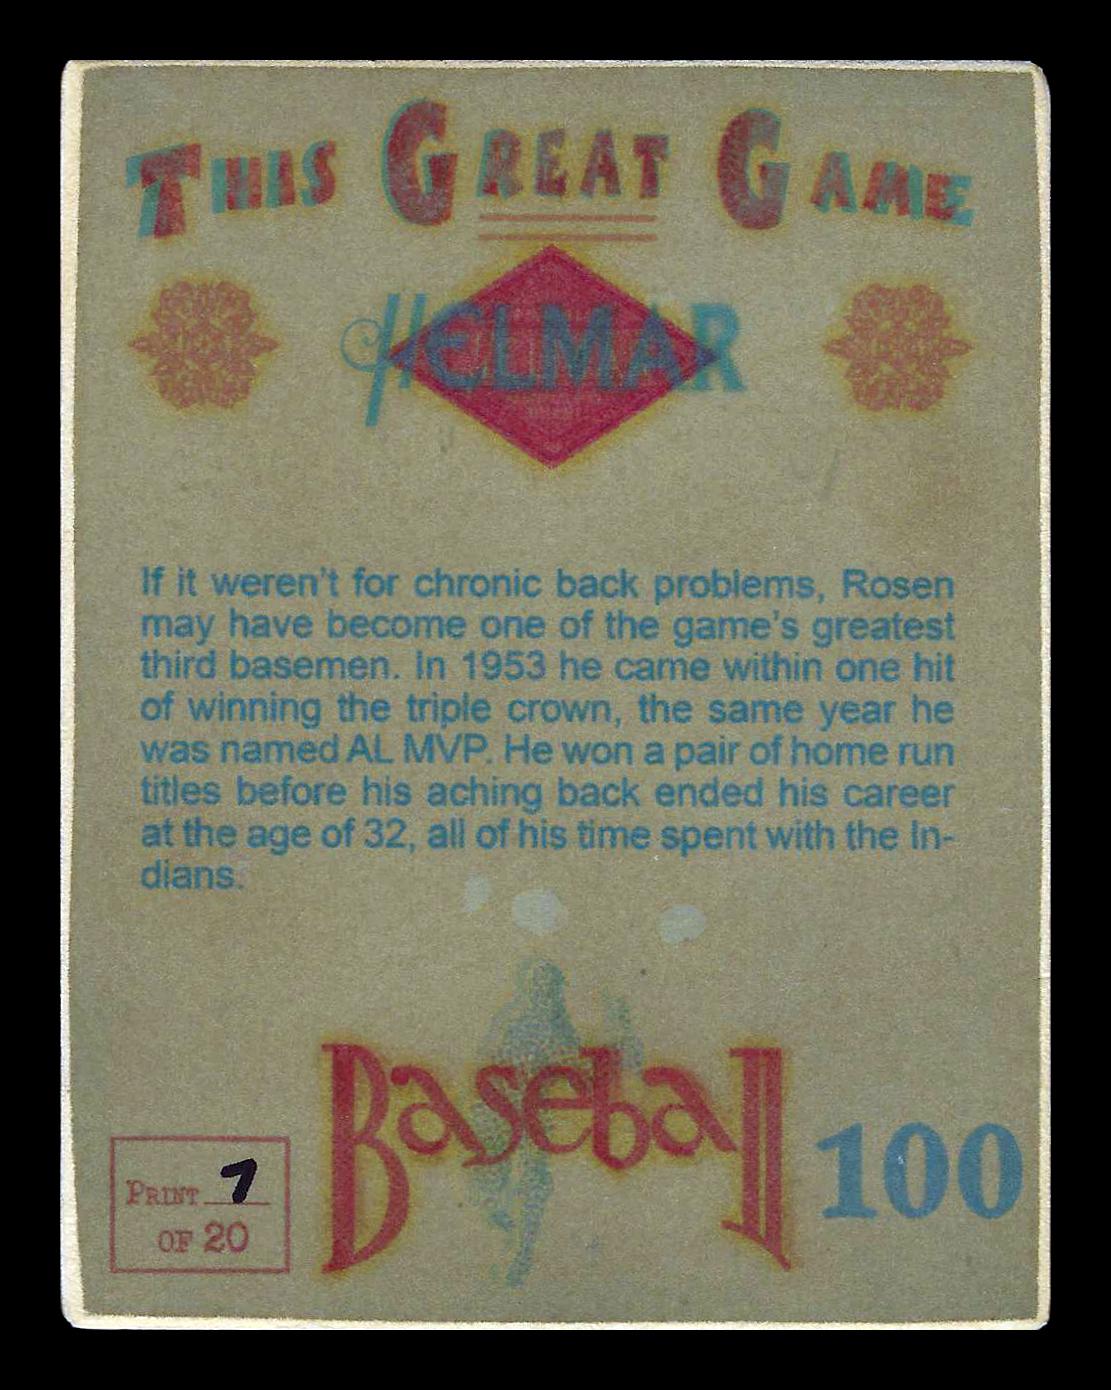 This Great Game
HELMAR
If it weren't for chronic back problems, Rosen
may have become one of the game's greatest
third basemen. In 1953 he came within one hit
of winning the triple crown, the same year he
was named AL MVP. He won a pair of home run
titles before his aching back ended his career
at the age of 32, all of his time spent with the In-
dians.
Baseball
100
Print 7
of 20